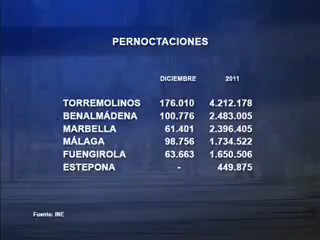 PERNOCTACIONES
DICIEMBRE 2011
TORREMOLINOS 176.010 4.212.178
BENALMÁDENA 100.776 2.483.005
MARBELLA 61.401 2.396.405
MÁLAGA 98.756 1.734.522
FUENGIROLA 63.663 1.650.506
ESTEPONA - 449.875
Fuente: INE